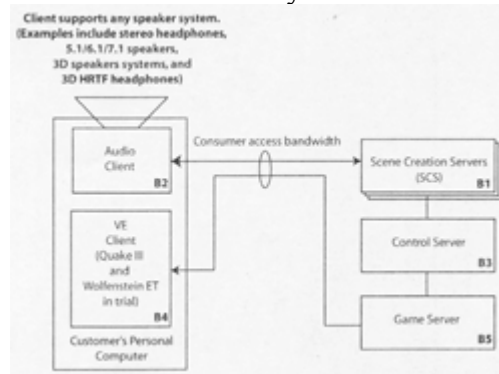 Client supports any speaker system.
(Examples include stereo headphones,
5.1/6.1/7.1 speakers,
3D speakers systems, and
3D HRTF headphones)
Audio
Client
B2
Consumer access bandwidth
Scene Creation Servers
(SCS)
B1
VE
Client
(Quake III
and
Wolfenstein ET
in trial)
B4
Control Server
B3
Game Server
B5
Customer's Personal
Computer